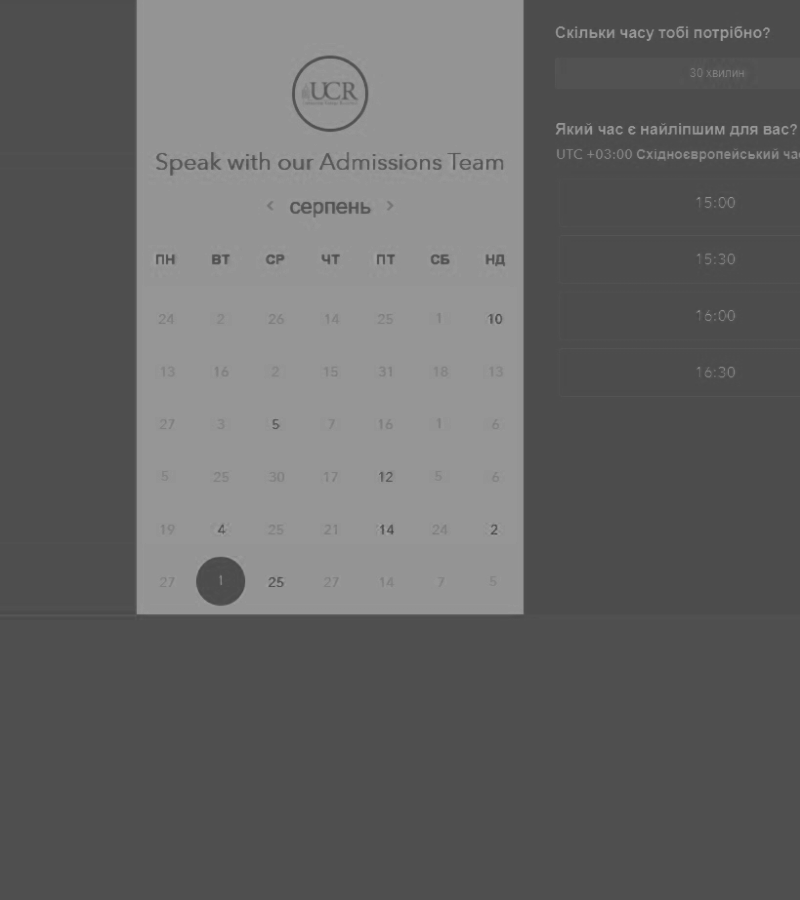 UCR
Speak with our Admissions Team
< серпень >
ПН ВТ СР ЧТ ПТ СБ НД
24 2 26 14 25 1 10
13 16 2 15 31 18 13
27 3 5 7 16 1 6
5 25 30 17 12 5 6
19 4 25 21 14 24 2
27 1 25 27 14 7 5
Скільки часу тобі потрібно?
30 хвилин
Який час є найліпшим для вас?
UTC +03:00 Східноєвропейський
15:00
15:30
16:00
16:30